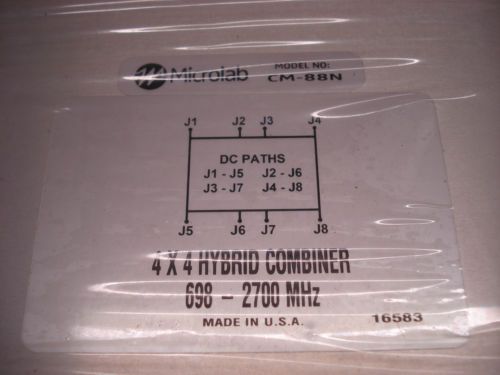 Microlab
MODEL NO:
CM-88N
J1 J2 J3 J4
DC PATHS
J1 - J5 J2 - J6
J3 - J7 J4 - J8
J5 J6 J7 J8
4 X 4 HYBRID COMBINER
698 - 2700 MHz
MADE IN U.S.A.
16583